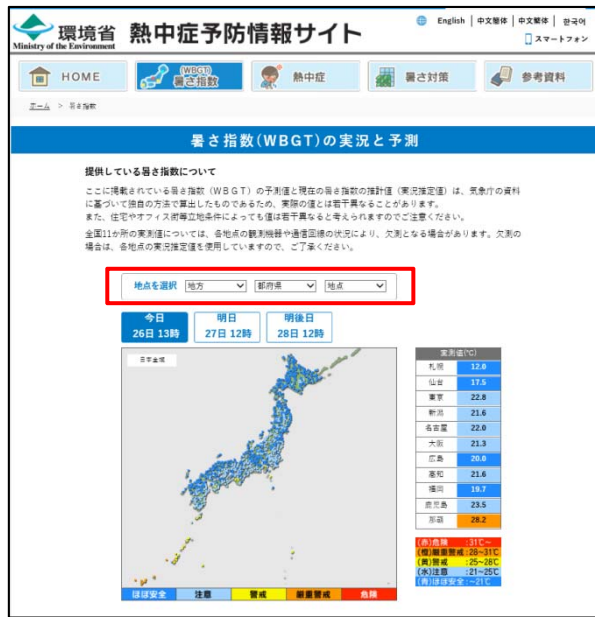 環境省
Ministry of the Environment
熱中症予防情報サイト
English | 中文简体 | 中文繁体 | 한국어
スマートフォン
HOME
(WBGT)
暑さ指数
熱中症
暑さ対策
参考資料
ホーム > 暑さ指数
暑さ指数(WBGT)の実況と予測
提供している暑さ指数について
ここに掲載されている暑さ指数（WBGT）の予測値と現在の暑さ指数の推計値（実況推定値）は、気象庁の資料
に基づいて独自の方法で算出したものであるため、実際の値とは若干異なることがあります。
また、住宅やオフィス街等立地条件によっても値は若干異なると考えられますのでご注意ください。
全国11か所の実測値については、各地点の観測機器や通信回線の状況により、欠測となる場合があります。欠測の
場合は、各地点の実況推定値を使用していますので、ご了承ください。
地点を選択 地方 都府県 地点
今日
26日 13時
明日
27日 12時
明後日
28日 12時
日本全域
実測値(℃)
札幌 12.0
仙台 17.5
東京 22.8
新潟 21.6
名古屋 22.0
大阪 21.3
広島 20.0
高知 21.6
福岡 19.7
鹿児島 23.5
那覇 28.2
(赤)危険 :31℃~
(橙)厳重警戒 :28~31℃
(黄)警戒 :25~28℃
(水)注意 :21~25℃
(青)ほぼ安全 :~21℃
ほぼ安全 注意 警戒 厳重警戒 危険